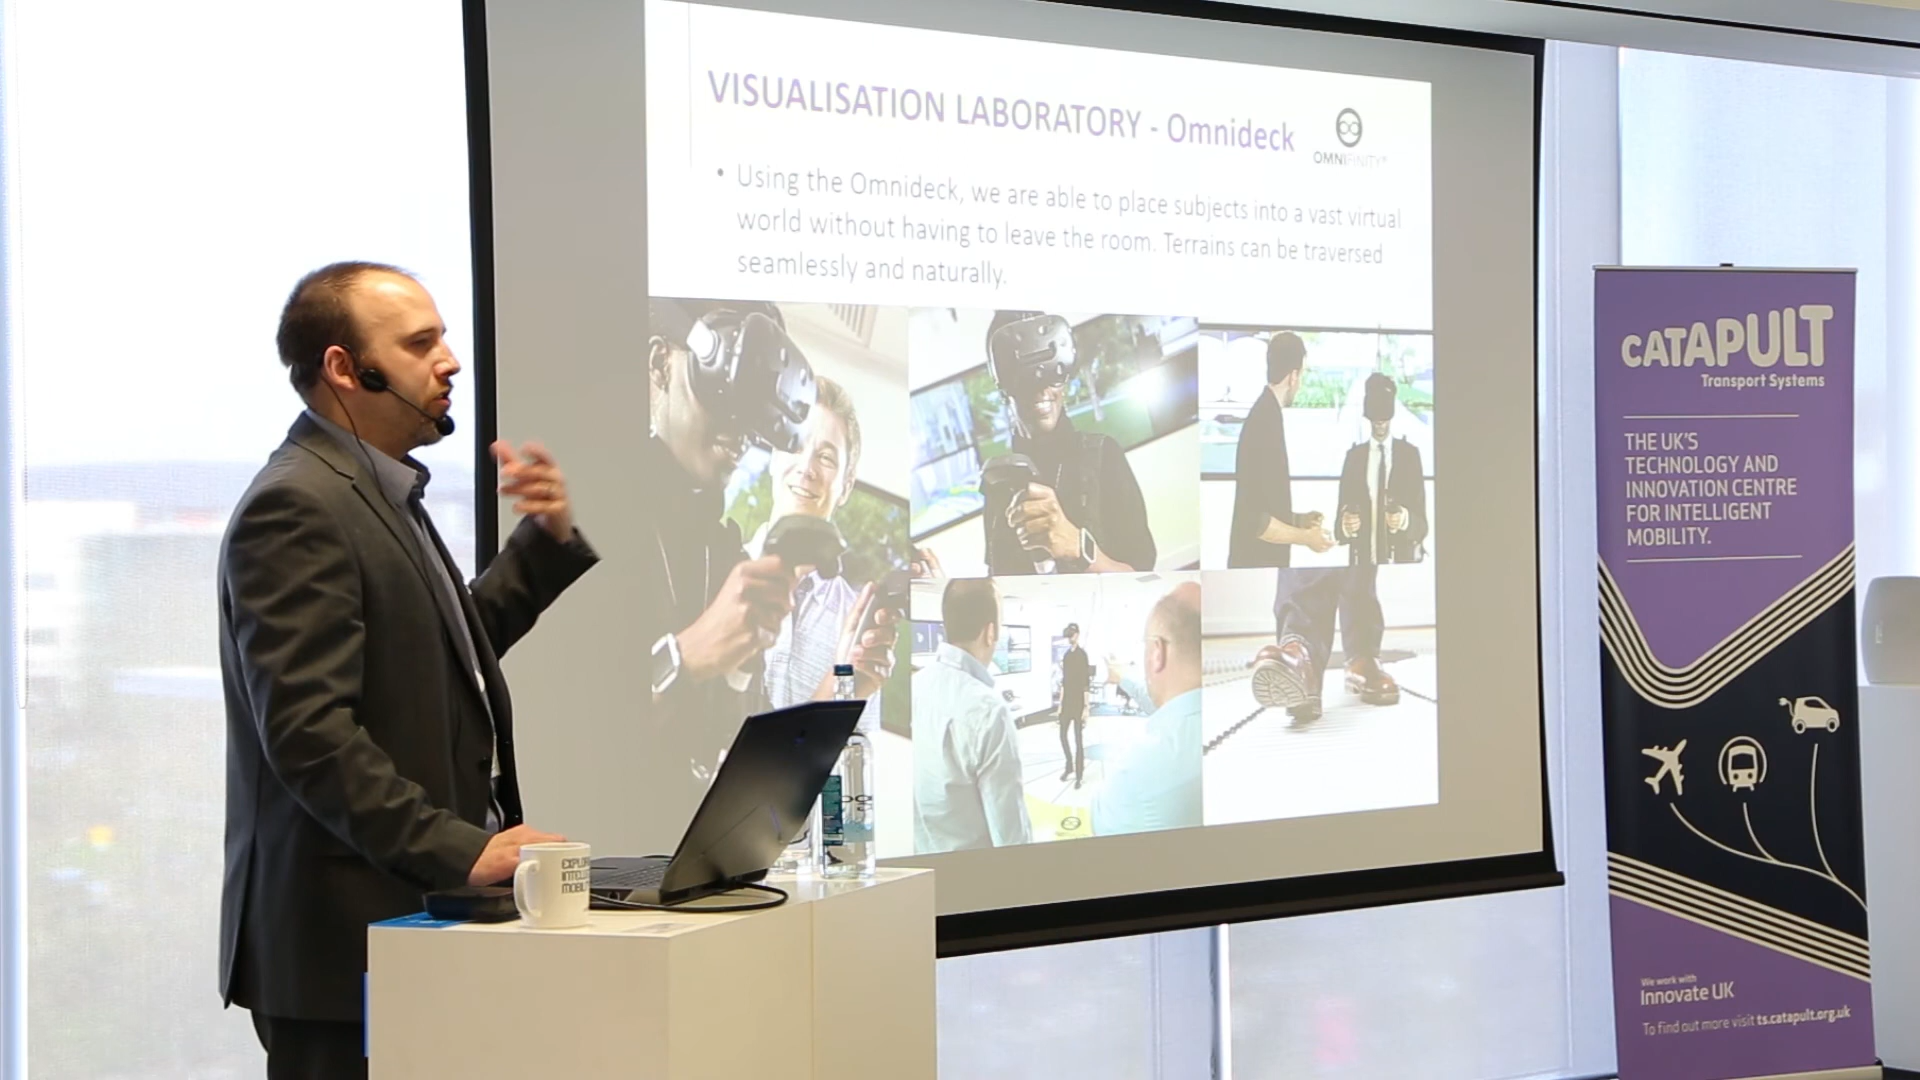 VISUALISATION LABORATORY - Omnideck
OMNIFINITY®
• Using the Omnideck, we are able to place subjects into a vast virtual
world without having to leave the room. Terrains can be traversed
seamlessly and naturally.
CATAPULT
Transport Systems
THE UK'S
TECHNOLOGY AND
INNOVATION CENTRE
FOR INTELLIGENT
MOBILITY.
We work with
Innovate UK
To find out more visit ts.catapult.org.uk